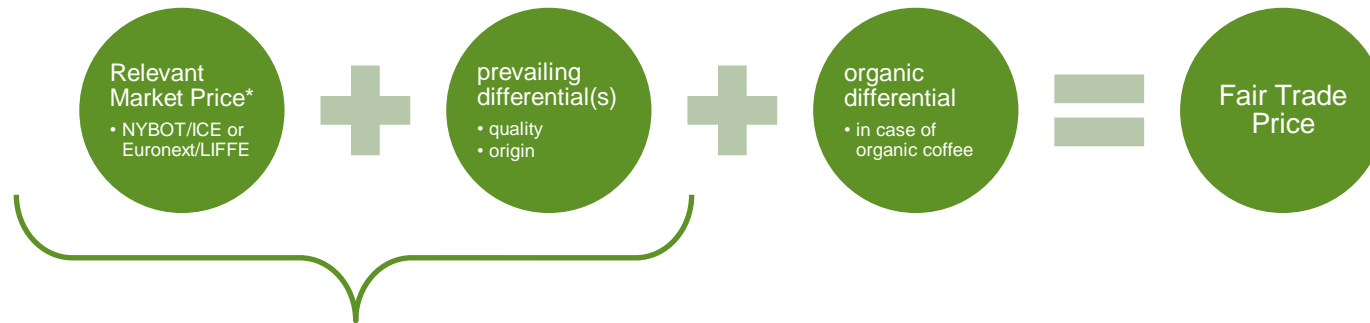 Relevant
Market Price*
• NYBOT/ICE or
Euronext/LIFFE
prevailing
differential(s)
• quality
• origin
organic
differential
• in case of
organic coffee
Fair Trade
Price